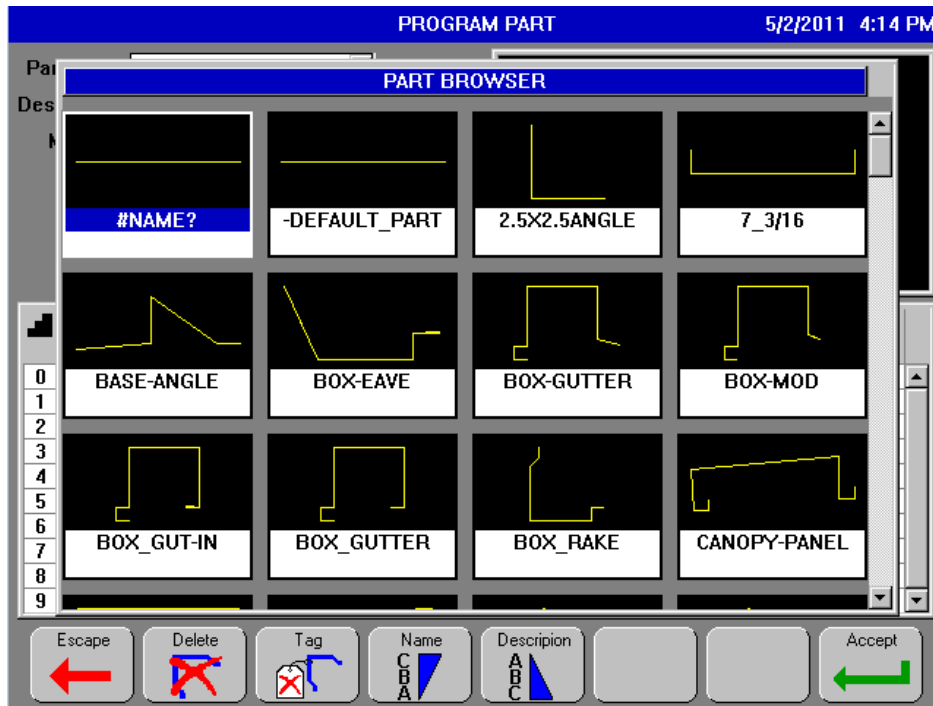 PROGRAM PART 5/2/2011 4:14 PM
Par
PART BROWSER
Des
#NAME? -DEFAULT_PART 2.5X2.5ANGLE 7_3/16
BASE-ANGLE BOX-EAVE BOX-GUTTER BOX-MOD
0
1
2
3
4
5
6
7
8
9
BOX_GUT-IN BOX_GUTTER BOX_RAKE CANOPY-PANEL
Escape Delete Tag Name Descripion Accept
C
B
A
A
B
C